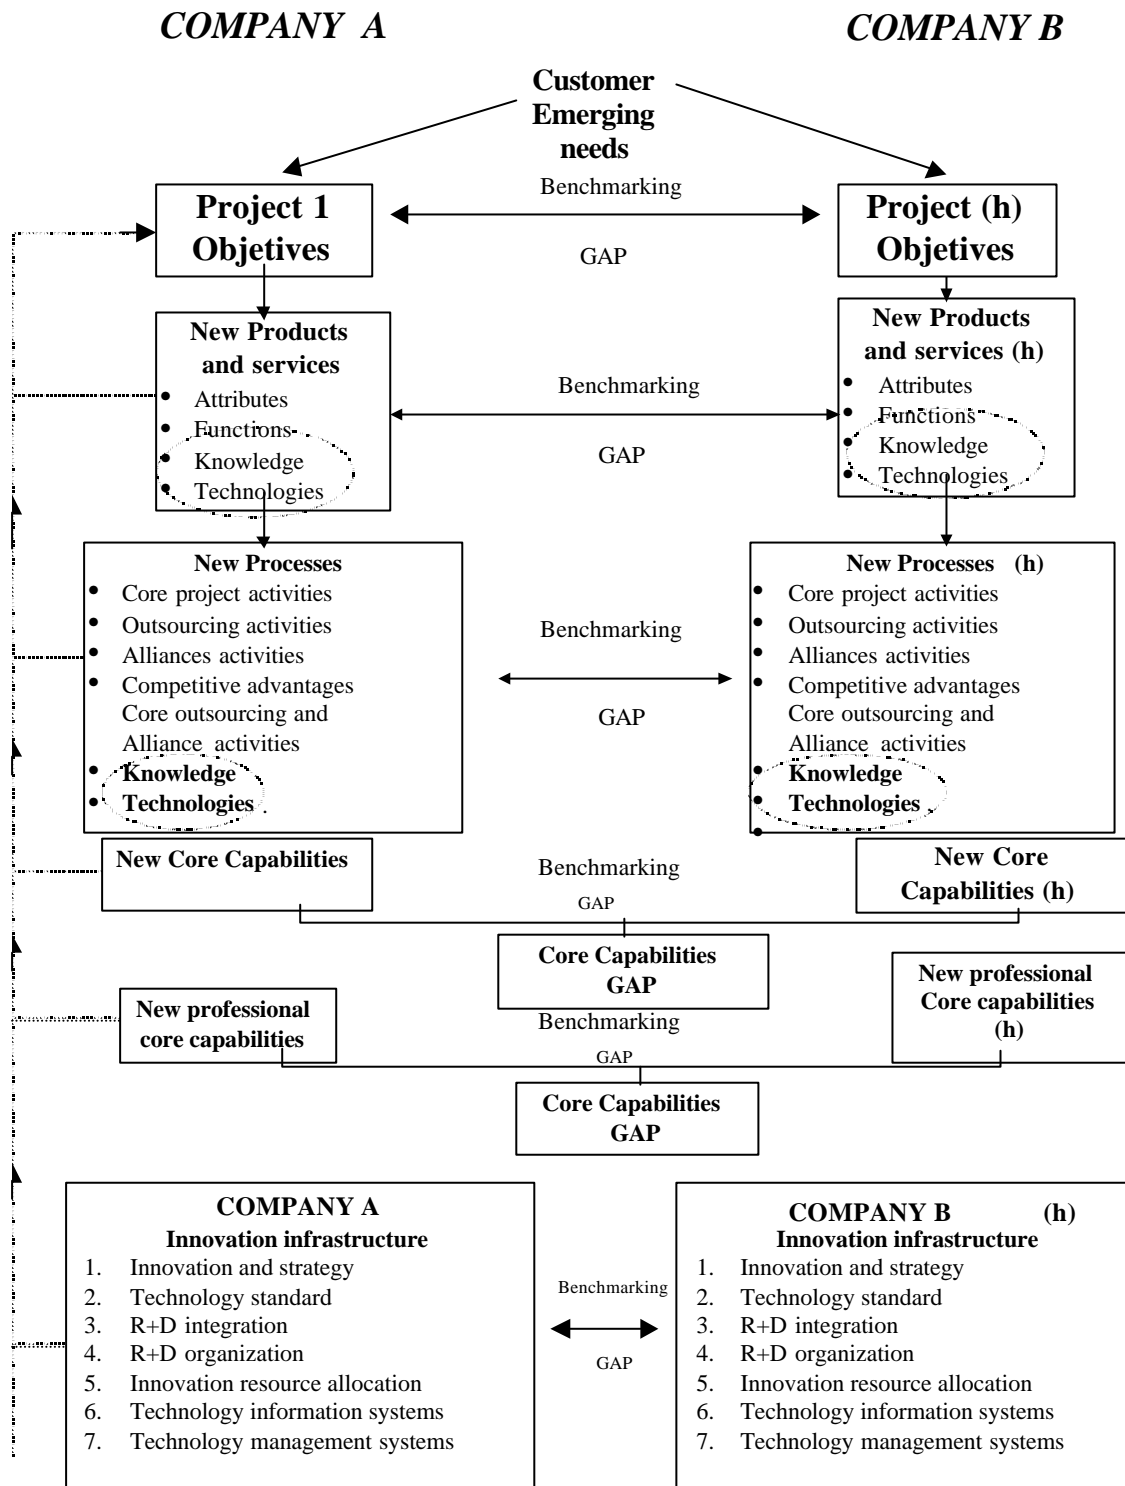 COMPANY A
COMPANY B
Customer
Emerging
needs
Benchmarking
Project 1
Objetives
GAP
Project (h)
Objetives
New Products
and services
• Attributes
• Functions
• Knowledge
• Technologies
Benchmarking
GAP
New Products
and services (h)
• Attributes
• Functions
• Knowledge
• Technologies
New Processes
• Core project activities
• Outsourcing activities
• Alliances activities
• Competitive advantages
Core outsourcing and
Alliance activities
• Knowledge
• Technologies .
Benchmarking
GAP
New Processes (h)
• Core project activities
• Outsourcing activities
• Alliances activities
• Competitive advantages
Core outsourcing and
Alliance activities
• Knowledge
• Technologies
•
New Core Capabilities
Benchmarking
GAP
New Core
Capabilities (h)
Core Capabilities
GAP
New professional
core capabilities
Benchmarking
GAP
New professional
Core capabilities
(h)
Core Capabilities
GAP
COMPANY A
Innovation infrastructure
1. Innovation and strategy
2. Technology standard
3. R+D integration
4. R+D organization
5. Innovation resource allocation
6. Technology information systems
7. Technology management systems
Benchmarking
GAP
COMPANY B (h)
Innovation infrastructure
1. Innovation and strategy
2. Technology standard
3. R+D integration
4. R+D organization
5. Innovation resource allocation
6. Technology information systems
7. Technology management systems